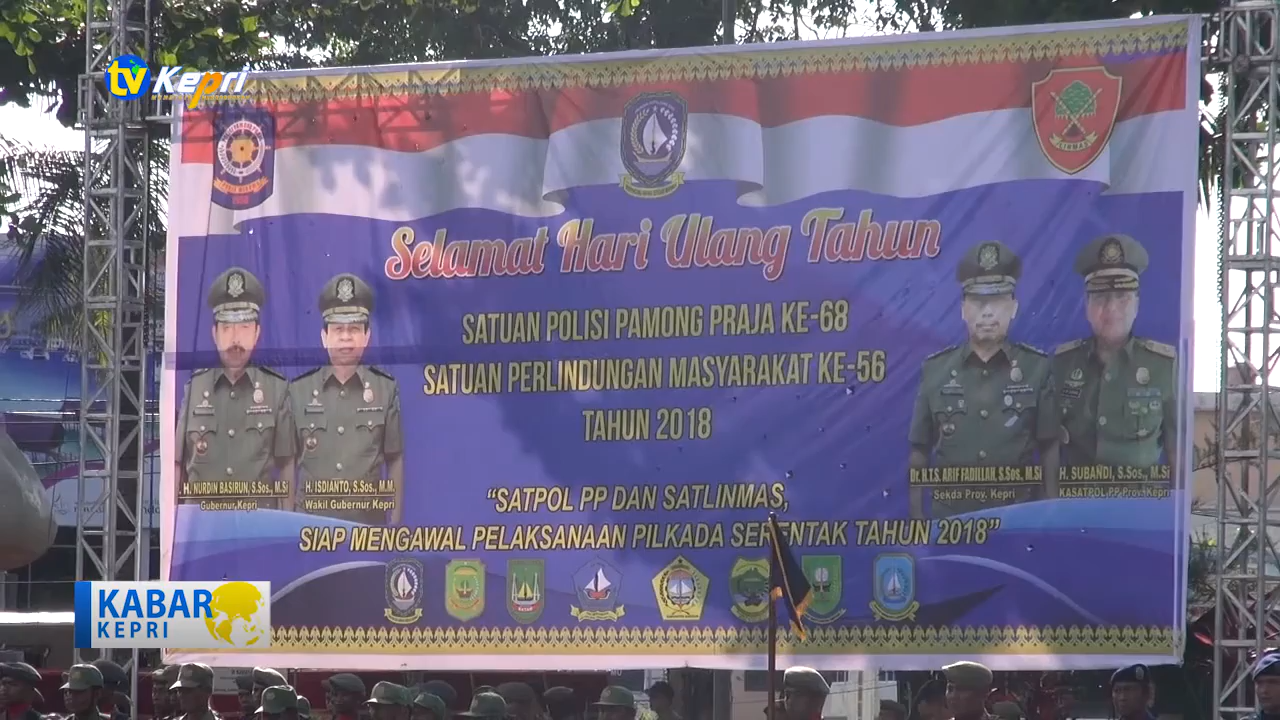 tv Kepri
LINMAS
Selamat Hari Ulang Tahun
SATUAN POLISI PAMONG PRAJA KE-68
SATUAN PERLINDUNGAN MASYARAKAT KE-56
TAHUN 2018
H. NURDIN BASIRUN, S.Sos., M.Si
Gubernur Kepri
H. ISDIANTO, S.Sos., M.M.
Wakil Gubernur Kepri
Dr. H.T.S. ARIF FADILLAH, S.Sos, M.Si
Sekda Prov. Kepri
H. SUBANDI, S.Sos, M.Si
KASATPOL PP Prov. Kepri
“SATPOL PP DAN SATLINMAS,
SIAP MENGAWAL PELAKSANAAN PILKADA SERENTAK TAHUN 2018”
BATAM
KABAR
KEPRI